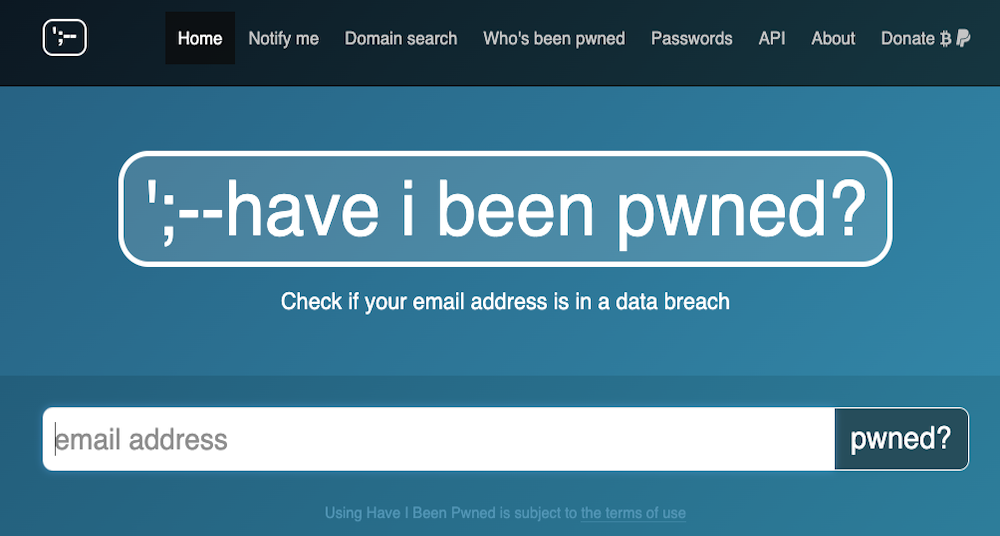 ';--
Home Notify me Domain search Who's been pwned Passwords API About Donate
';--have i been pwned?
Check if your email address is in a data breach
email address pwned?
Using Have I Been Pwned is subject to the terms of use